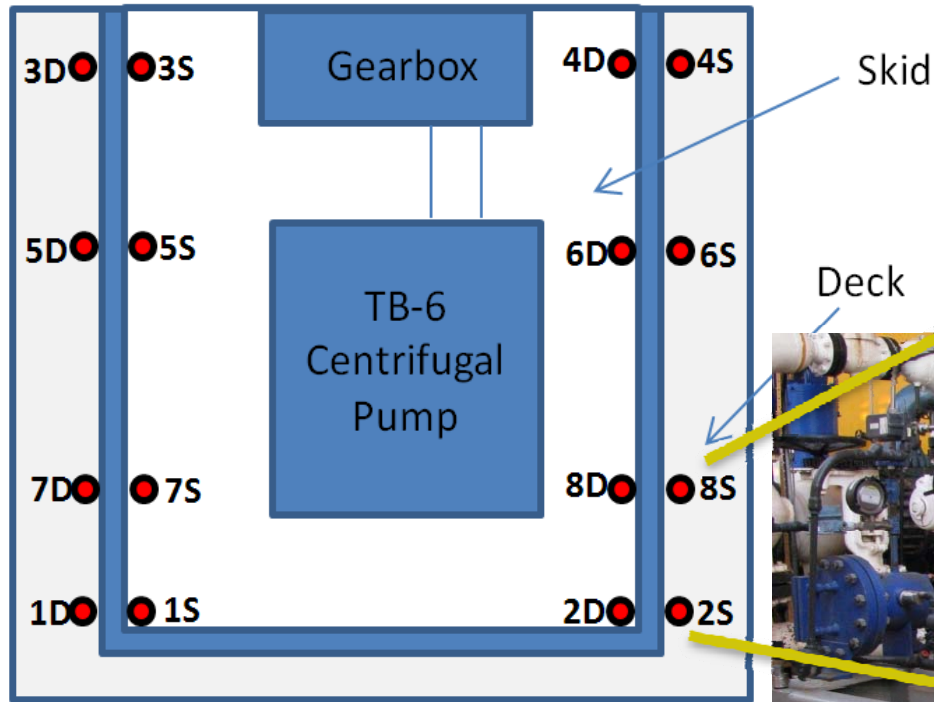 3D 3S Gearbox 4D 4S
Skid
5D 5S 6D 6S
Deck
TB-6
Centrifugal
Pump
7D 7S 8D 8S
1D 1S 2D 2S